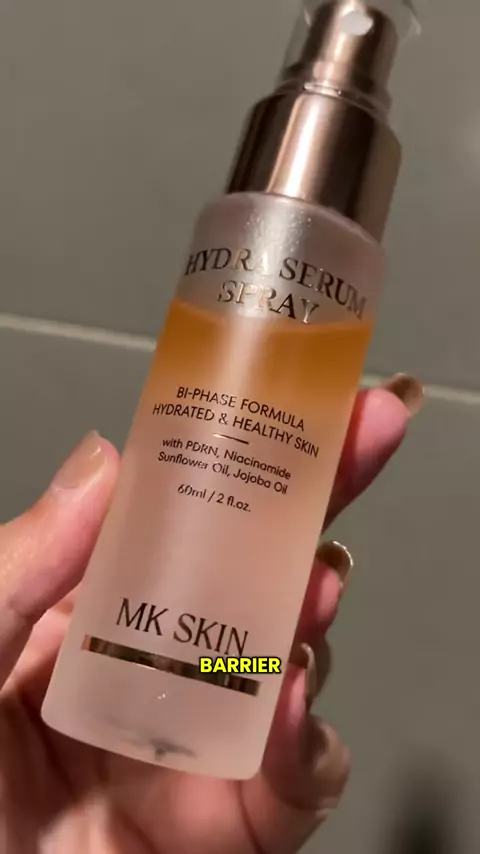 HYDRA SERUM
SPRAY
BI-PHASE FORMULA
HYDRATED & HEALTHY SKIN
with PDRN, Niacinamide
Sunflower Oil, Jojoba Oil
60ml / 2 fl.oz.
MK SKIN
BARRIER